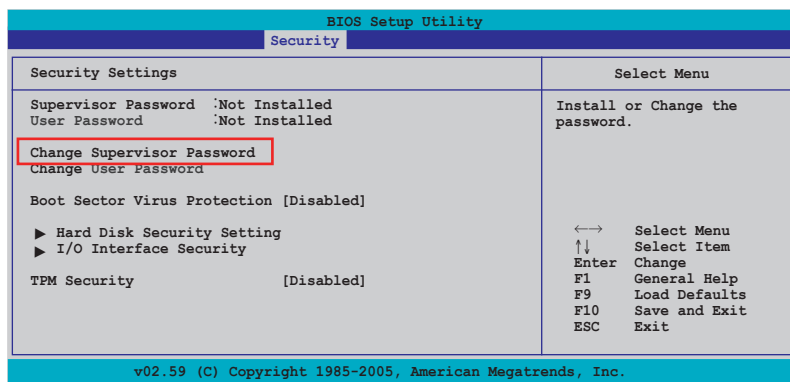 BIOS Setup Utility
Security
Security Settings
Supervisor Password :Not Installed
User Password :Not Installed
Change Supervisor Password
Change User Password
Boot Sector Virus Protection [Disabled]
▶ Hard Disk Security Setting
▶ I/O Interface Security
TPM Security [Disabled]
Select Menu
Install or Change the
password.
←→ Select Menu
↑↓ Select Item
Enter Change
F1 General Help
F9 Load Defaults
F10 Save and Exit
ESC Exit
v02.59 (C) Copyright 1985-2005, American Megatrends, Inc.